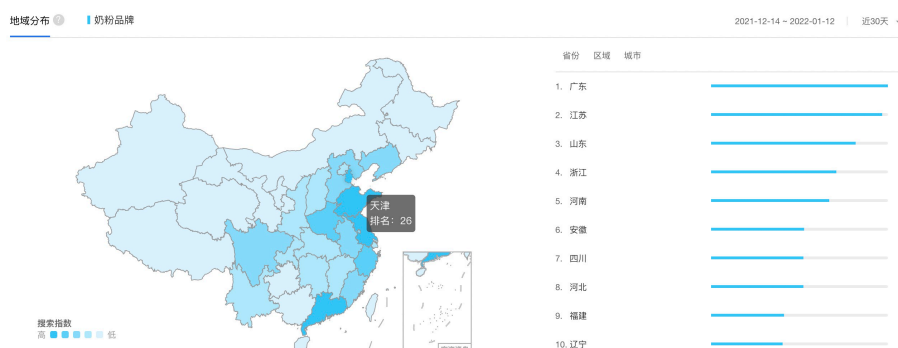 地域分布 ? 奶粉品牌 2021-12-14 ~ 2022-01-12 近30天
省份 区域 城市
1. 广东
2. 江苏
3. 山东
4. 浙江
5. 河南
6. 安徽
7. 四川
8. 河北
9. 福建
10. 辽宁
天津
排名：26
搜索指数
高 低